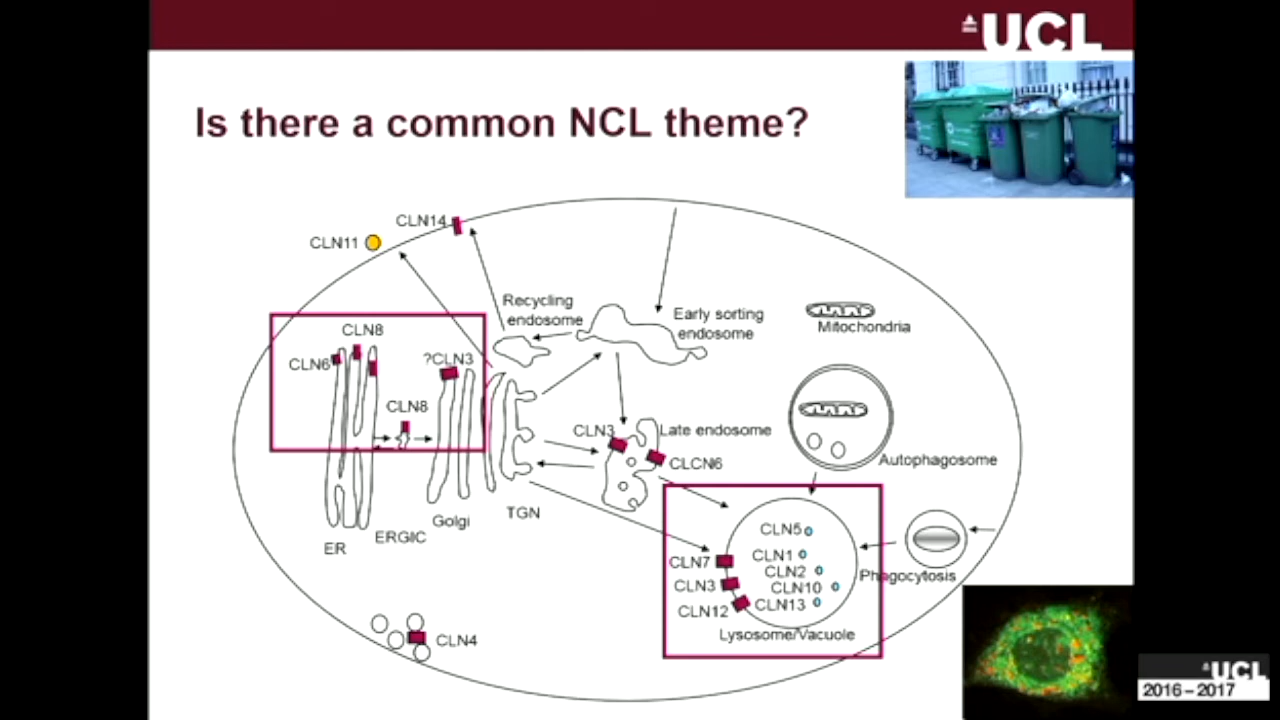 UCL
Is there a common NCL theme?
CLN14
CLN11
Recycling
endosome
Early sorting
endosome
Mitochondria
CLN8
CLN6
?CLN3
CLN8
CLN3
Late endosome
CLCN6
Autophagosome
TGN
Golgi
ERGIC
ER
CLN5
CLN1
CLN2
CLN10
CLN13
CLN7
CLN3
CLN12
Phagocytosis
Lysosome/Vacuole
CLN4
UCL
2016 – 2017